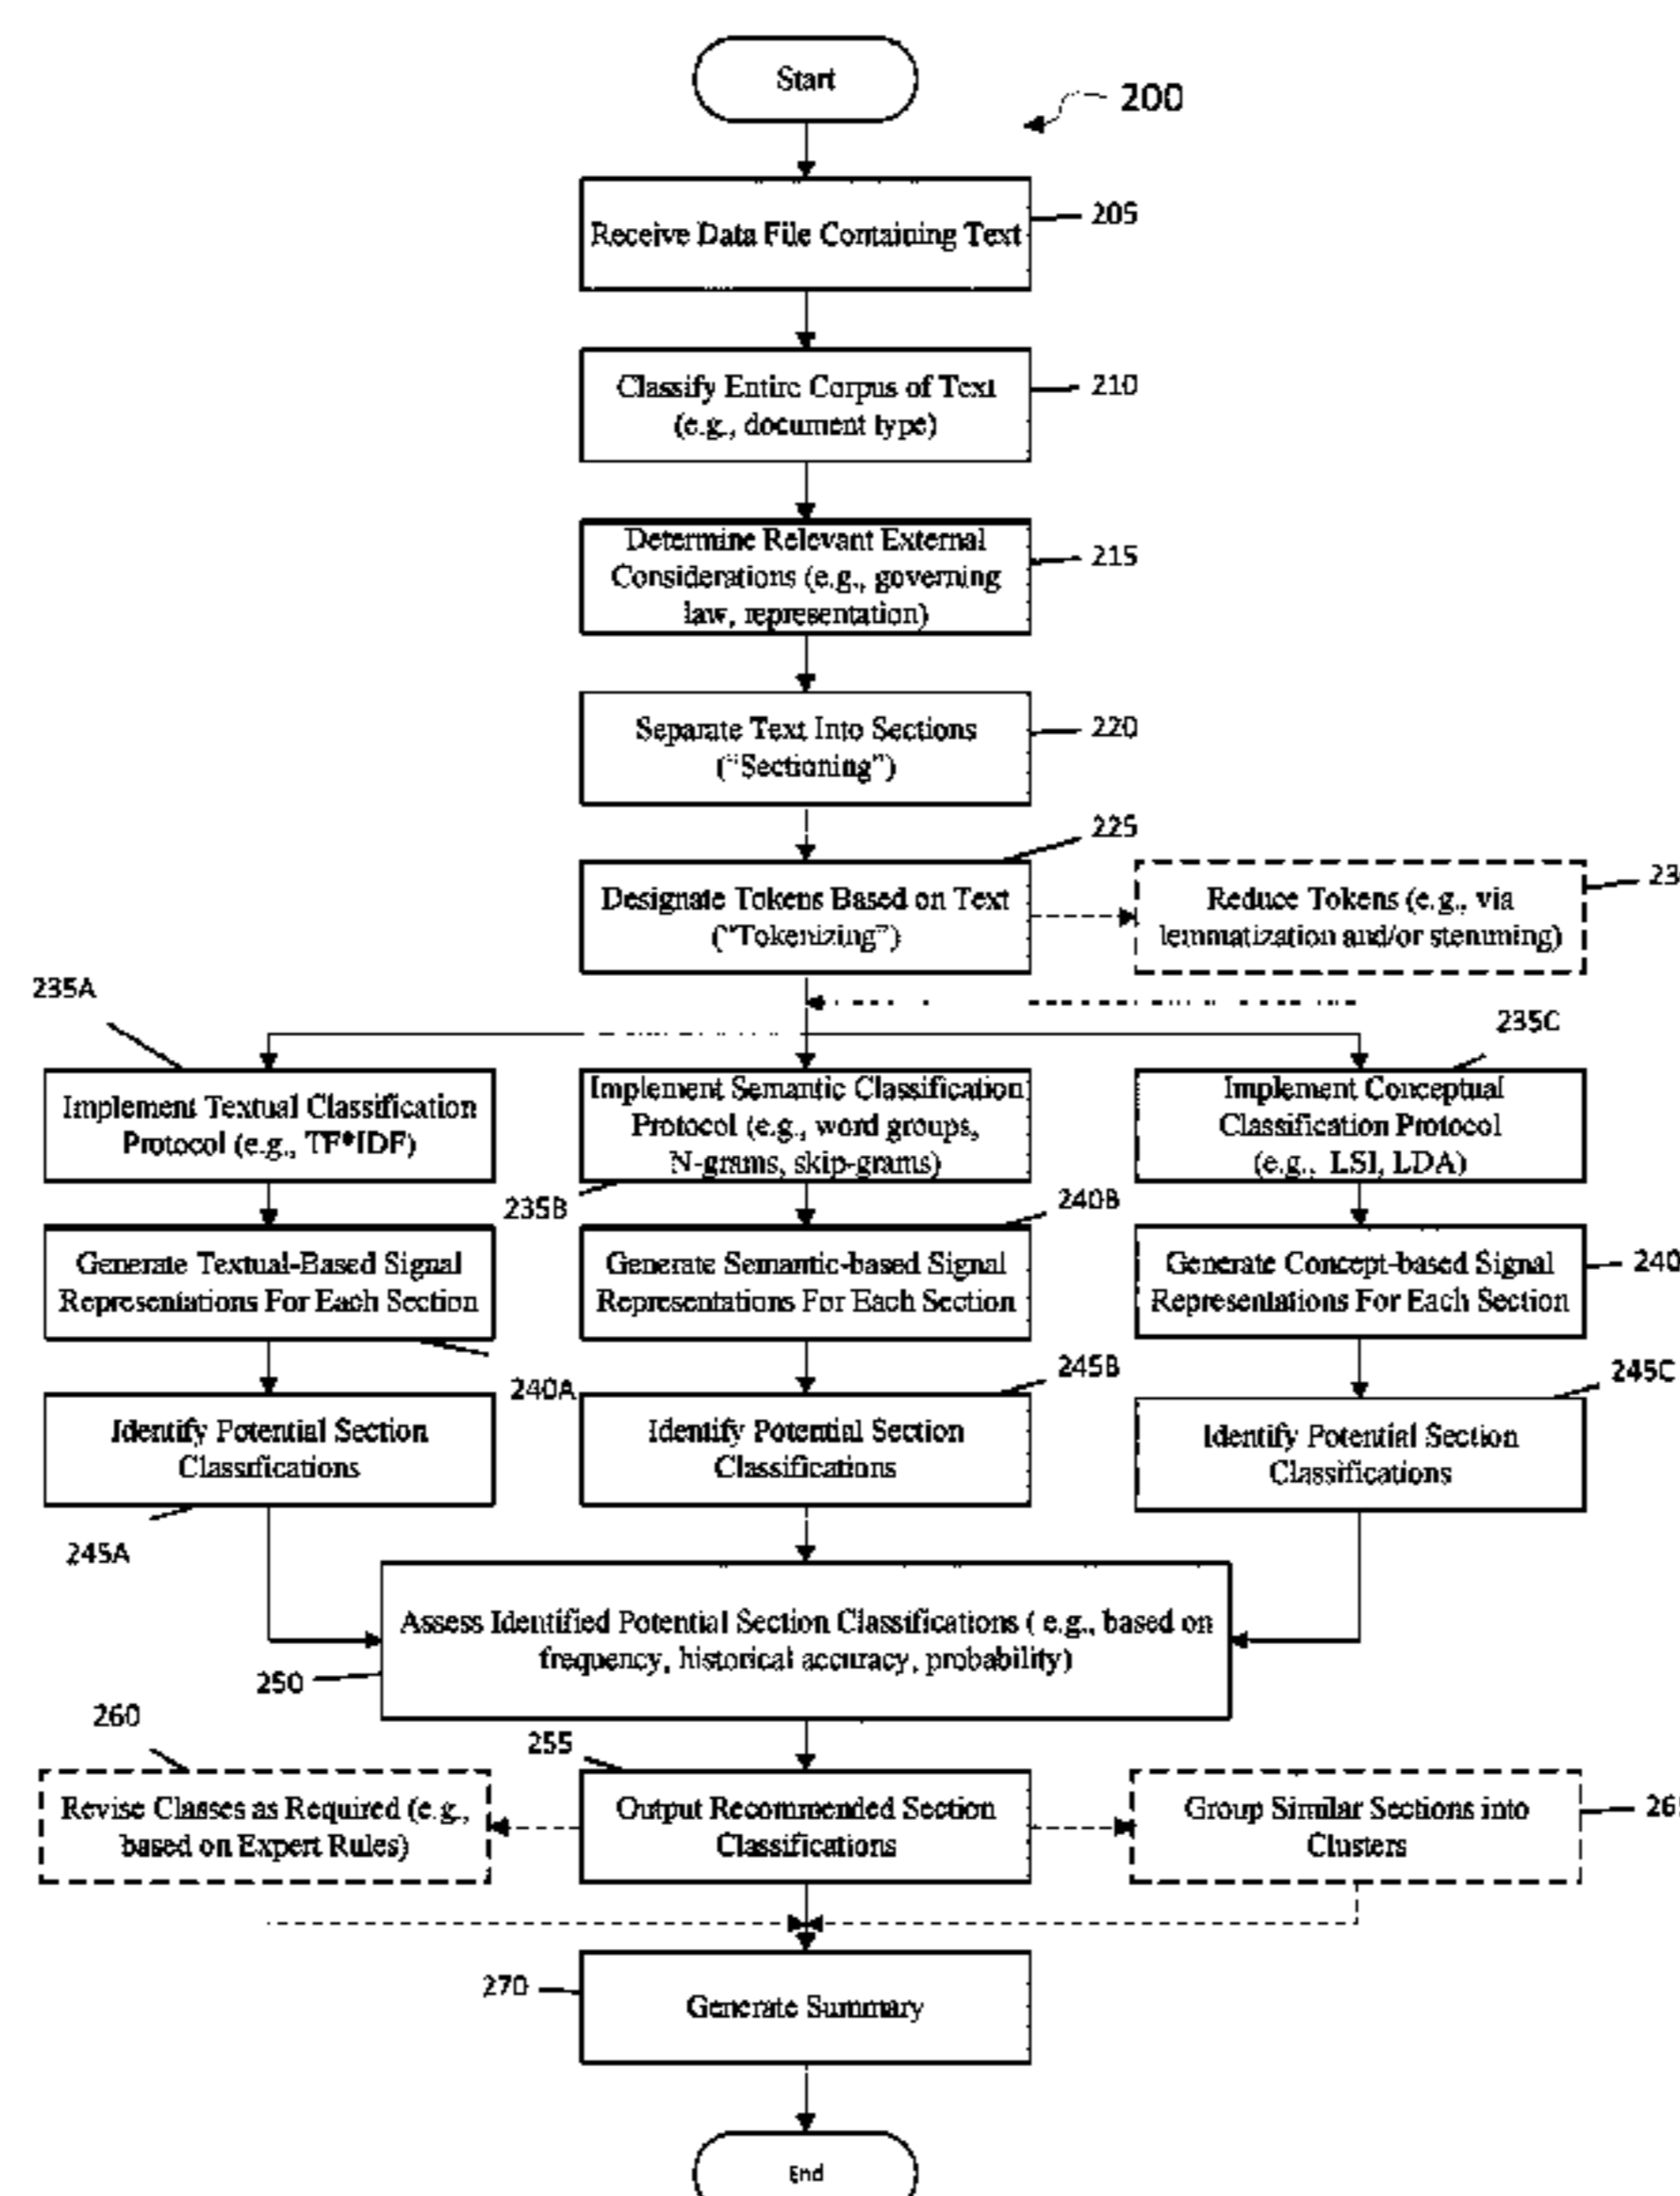 Start
200
Receive Data File Containing Text
205
Classify Entire Corpus of Text
(e.g., document type)
210
Determine Relevant External
Considerations (e.g., governing
law, representation)
215
Separate Text Into Sections
("Sectioning")
220
225
Designate Tokens Based on Text
("Tokenizing")
Reduce Tokens (e.g., via
lemmatization and/or stemming)
23
235A
235C
Implement Textual Classification
Protocol (e.g., TF*IDF)
Implement Semantic Classification
Protocol (e.g., word groups,
N-grams, skip-grams)
Implement Conceptual
Classification Protocol
(e.g., LSI, LDA)
235B
240B
Generate Textual-Based Signal
Representations For Each Section
Generate Semantic-based Signal
Representations For Each Section
Generate Concept-based Signal
Representations For Each Section
240
240A
245B
245C
Identify Potential Section
Classifications
Identify Potential Section
Classifications
Identify Potential Section
Classifications
245A
Assess Identified Potential Section Classifications ( e.g., based on
frequency, historical accuracy, probability)
250
260
255
Revise Classes as Required (e.g.,
based on Expert Rules)
Output Recommended Section
Classifications
Group Similar Sections into
Clusters
26
270
Generate Summary
End